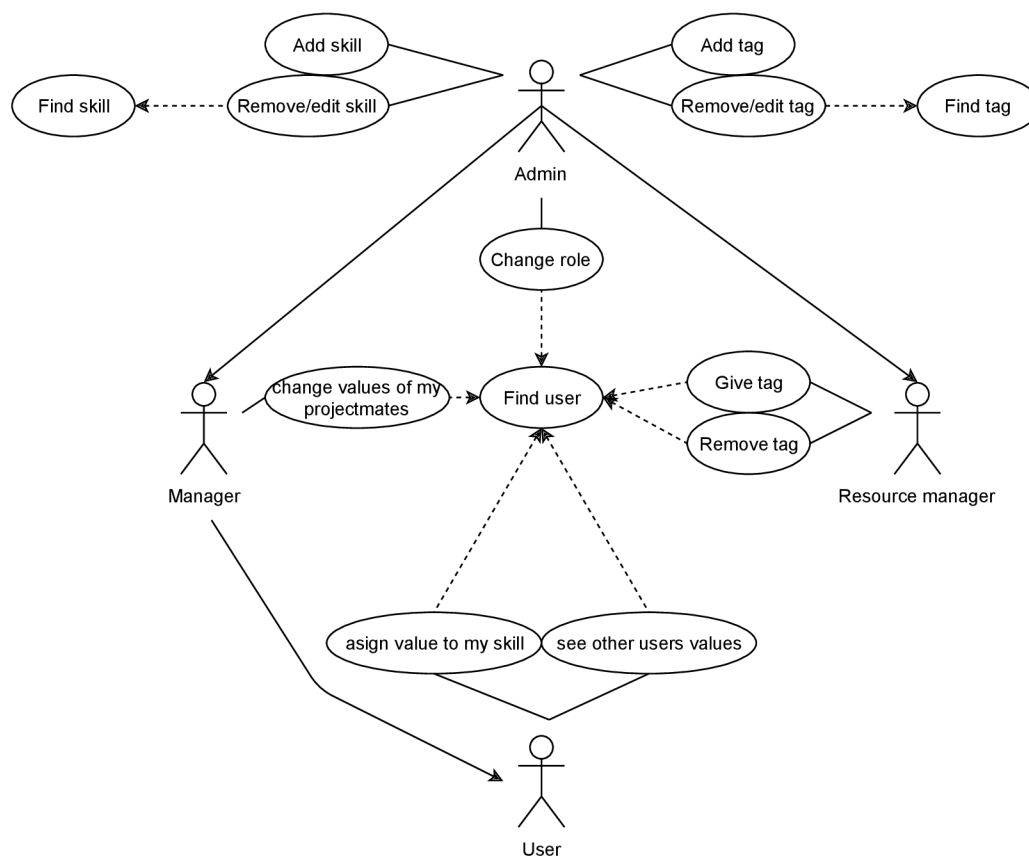 Add skill
Add tag
Find skill
Remove/edit skill
Remove/edit tag
Find tag
Admin
Change role
change values of my
projectmates
Find user
Give tag
Remove tag
Manager
Resource manager
asign value to my skill
see other users values
User